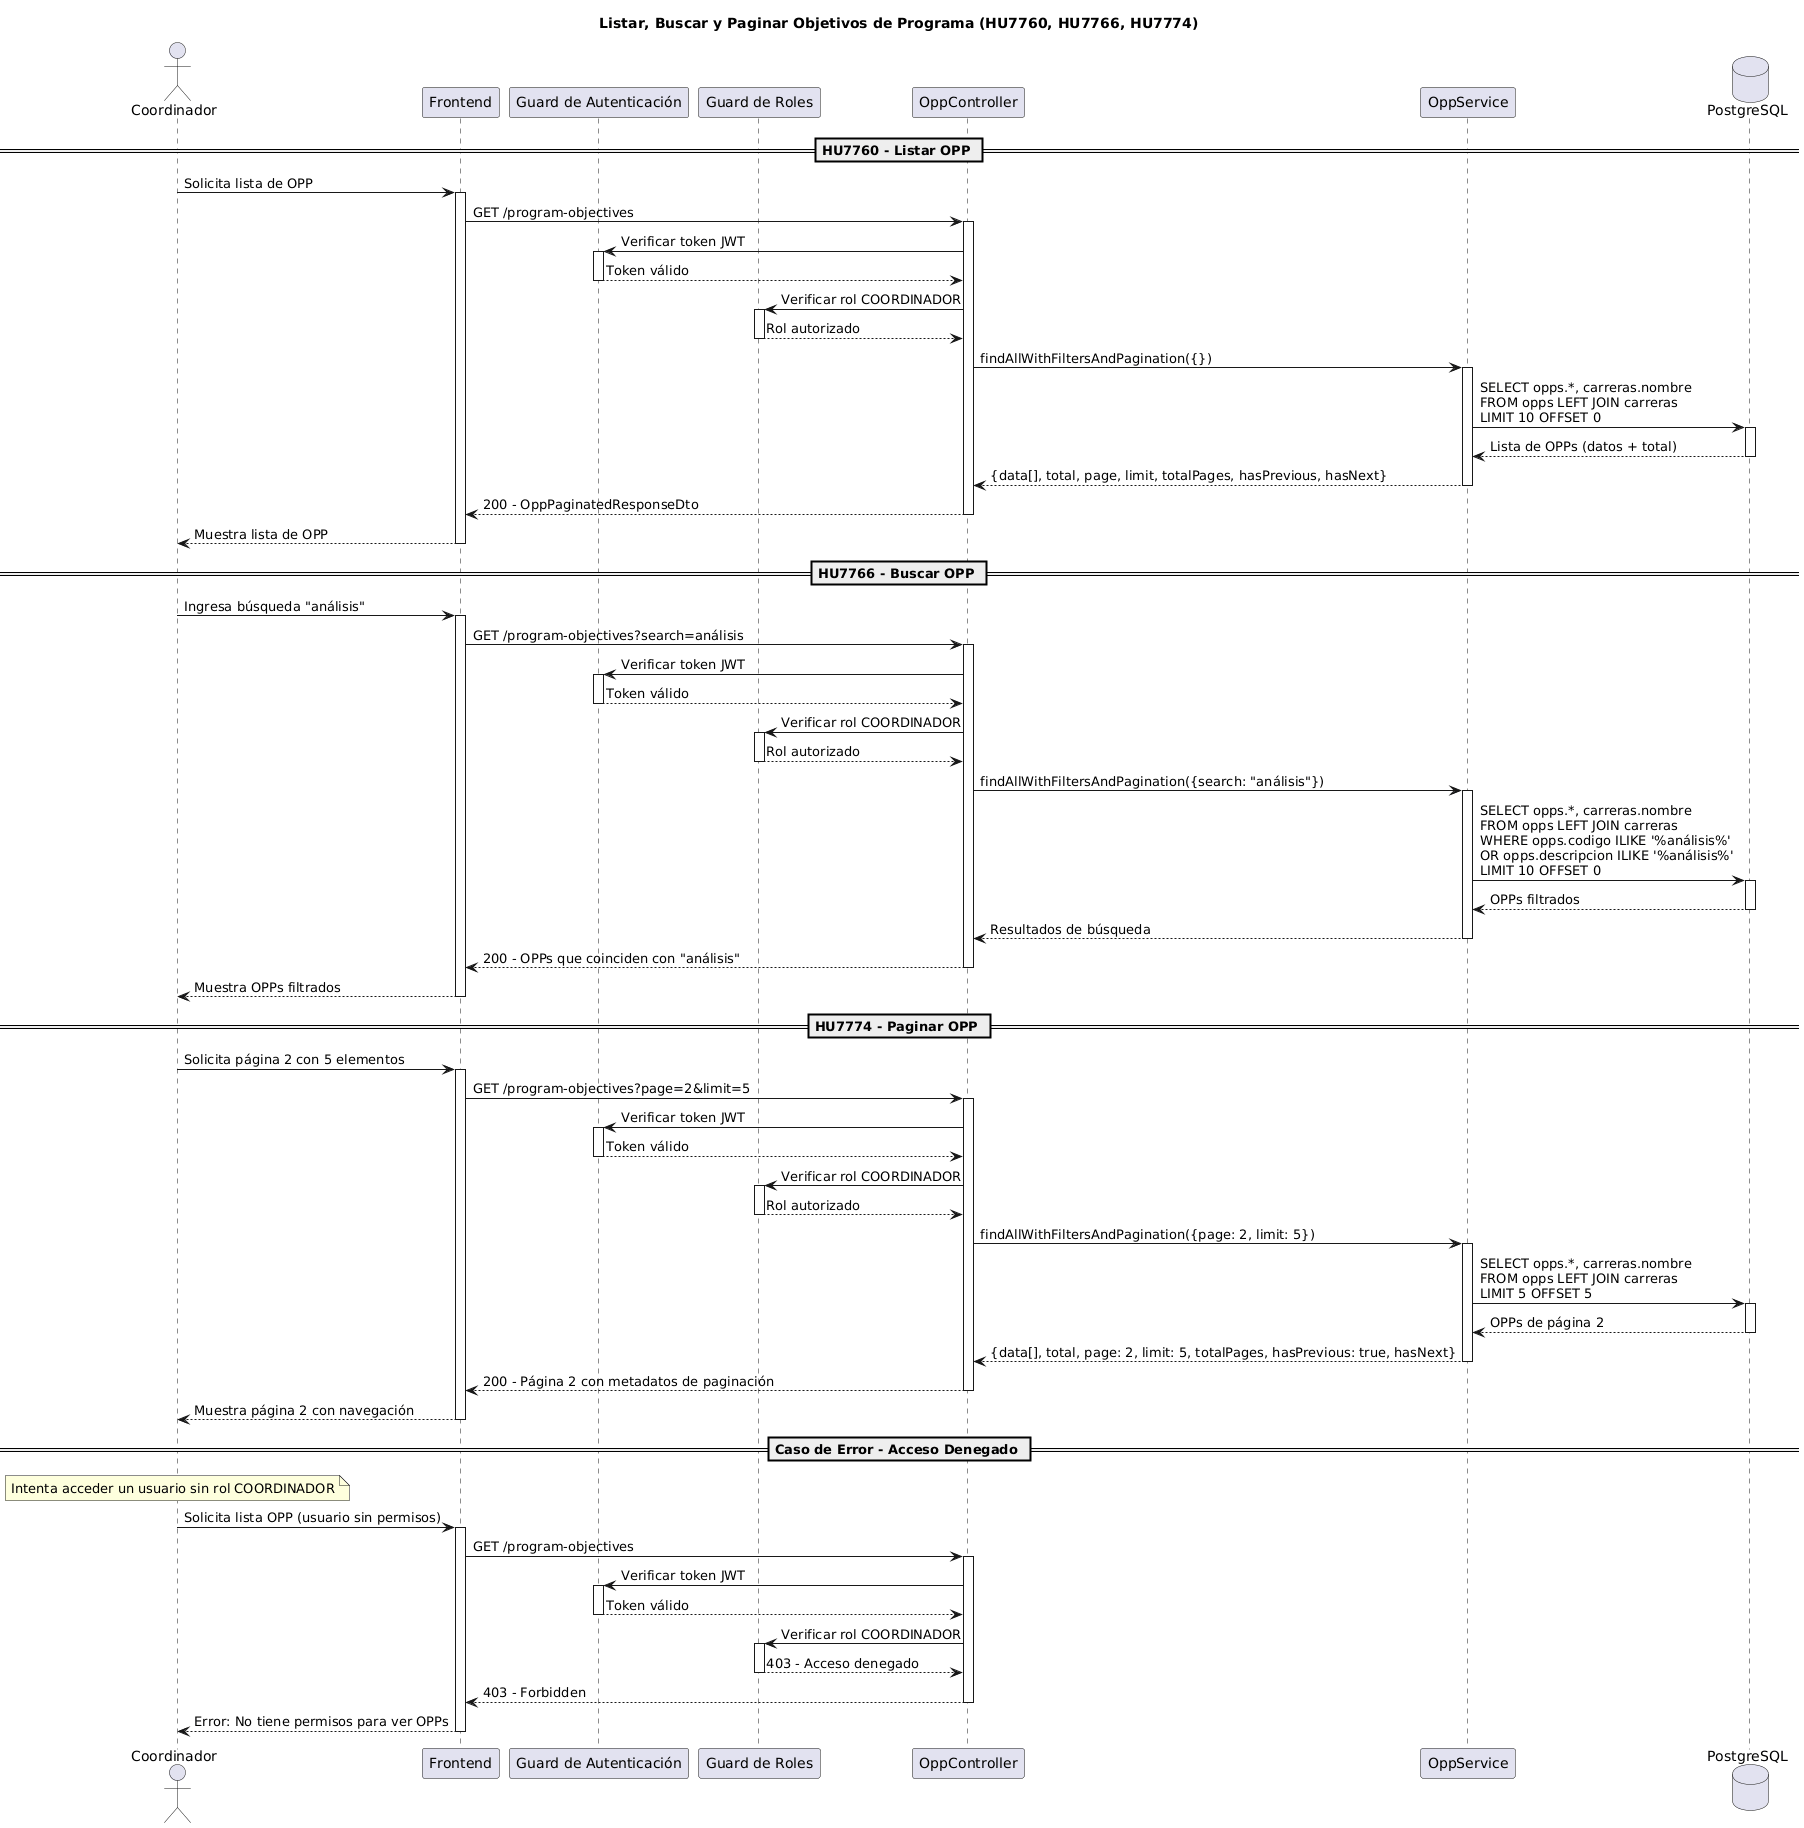 Listar, Buscar y Paginar Objetivos de Programa (HU7760, HU7766, HU7774)
Coordinador
Frontend
Guard de Autenticación
Guard de Roles
OppController
OppService
PostgreSQL
HU7760 - Listar OPP
Solicita lista de OPP
GET /program-objectives
Verificar token JWT
Token válido
Verificar rol COORDINADOR
Rol autorizado
findAllWithFiltersAndPagination({})
SELECT opps.*, carreras.nombre
FROM opps LEFT JOIN carreras
LIMIT 10 OFFSET 0
Lista de OPPs (datos + total)
{data[], total, page, limit, totalPages, hasPrevious, hasNext}
200 - OppPaginatedResponseDto
Muestra lista de OPP
HU7766 - Buscar OPP
Ingresa búsqueda "análisis"
GET /program-objectives?search=análisis
Verificar token JWT
Token válido
Verificar rol COORDINADOR
Rol autorizado
findAllWithFiltersAndPagination({search: "análisis"})
SELECT opps.*, carreras.nombre
FROM opps LEFT JOIN carreras
WHERE opps.codigo ILIKE '%análisis%'
OR opps.descripcion ILIKE '%análisis%'
LIMIT 10 OFFSET 0
OPPs filtrados
Resultados de búsqueda
200 - OPPs que coinciden con "análisis"
Muestra OPPs filtrados
HU7774 - Paginar OPP
Solicita página 2 con 5 elementos
GET /program-objectives?page=2&limit=5
Verificar token JWT
Token válido
Verificar rol COORDINADOR
Rol autorizado
findAllWithFiltersAndPagination({page: 2, limit: 5})
SELECT opps.*, carreras.nombre
FROM opps LEFT JOIN carreras
LIMIT 5 OFFSET 5
OPPs de página 2
{data[], total, page: 2, limit: 5, totalPages, hasPrevious: true, hasNext}
200 - Página 2 con metadatos de paginación
Muestra página 2 con navegación
Caso de Error - Acceso Denegado
Intenta acceder un usuario sin rol COORDINADOR
Solicita lista OPP (usuario sin permisos)
GET /program-objectives
Verificar token JWT
Token válido
Verificar rol COORDINADOR
403 - Acceso denegado
403 - Forbidden
Error: No tiene permisos para ver OPPs
Coordinador
Frontend
Guard de Autenticación
Guard de Roles
OppController
OppService
PostgreSQL